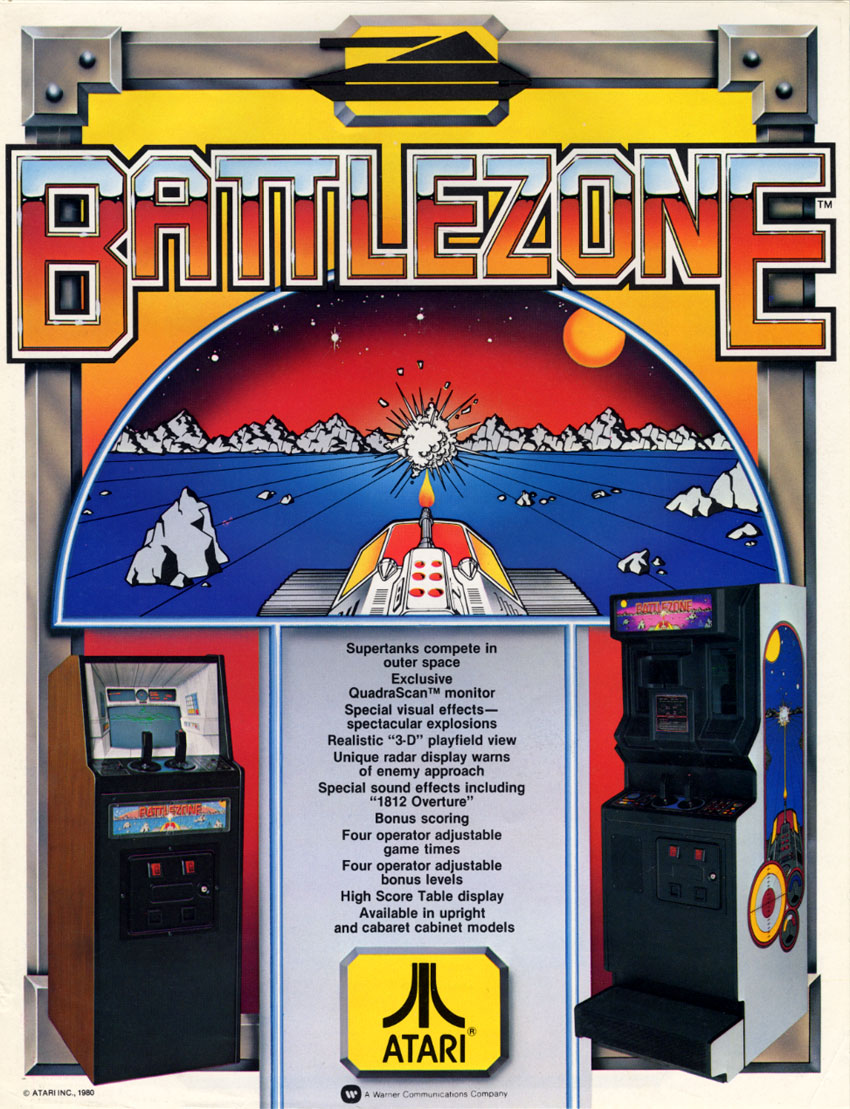 BATTLEZONE™
BATTLEZONE
BATTLEZONE
Supertanks compete in
outer space
Exclusive
QuadraScan™ monitor
Special visual effects—
spectacular explosions
Realistic “3-D” playfield view
Unique radar display warns
of enemy approach
Special sound effects including
“1812 Overture”
Bonus scoring
Four operator adjustable
game times
Four operator adjustable
bonus levels
High Score Table display
Available in upright
and cabaret cabinet models
ATARI®
© ATARI INC., 1980
A Warner Communications Company